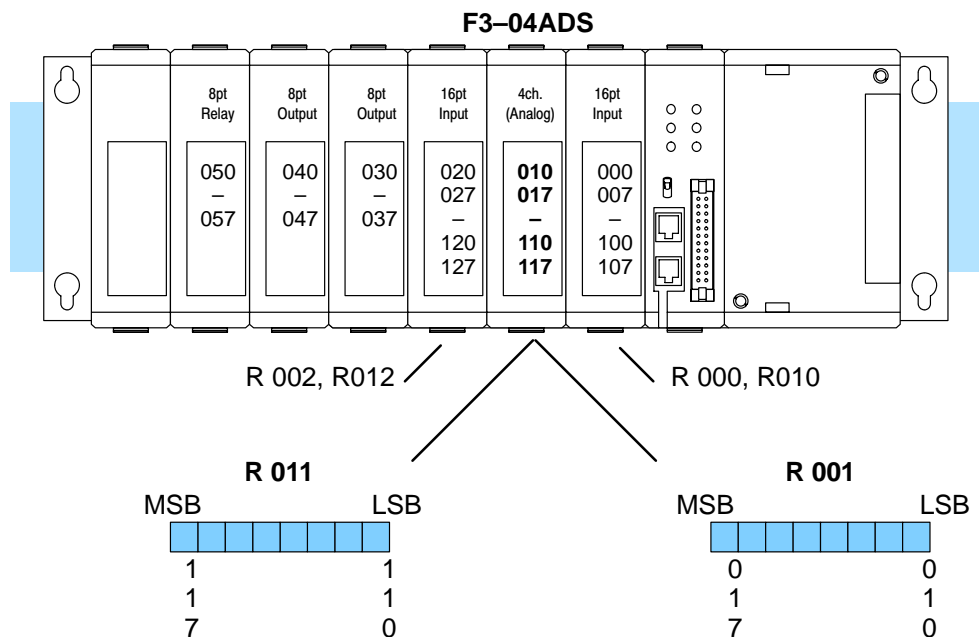 F3–04ADS
8pt
Relay
8pt
Output
8pt
Output
16pt
Input
4ch.
(Analog)
16pt
Input
050
–
057
040
–
047
030
–
037
020
027
–
120
127
010
017
–
110
117
000
007
–
100
107
R 002, R012
R 000, R010
R 011
MSB LSB
1 1
1 1
7 0
R 001
MSB LSB
0 0
1 1
7 0